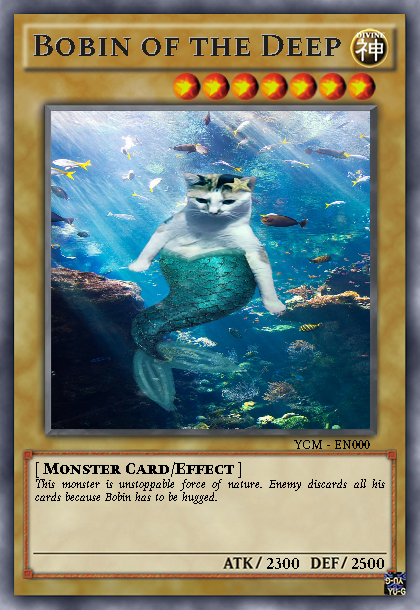 BOBIN OF THE DEEP
DIVINE
神
YCM - EN000
[ MONSTER CARD/EFFECT ]
This monster is unstoppable force of nature. Enemy discards all his
cards because Bobin has to be hugged.
ATK/ 2300 DEF/ 2500
YU-G